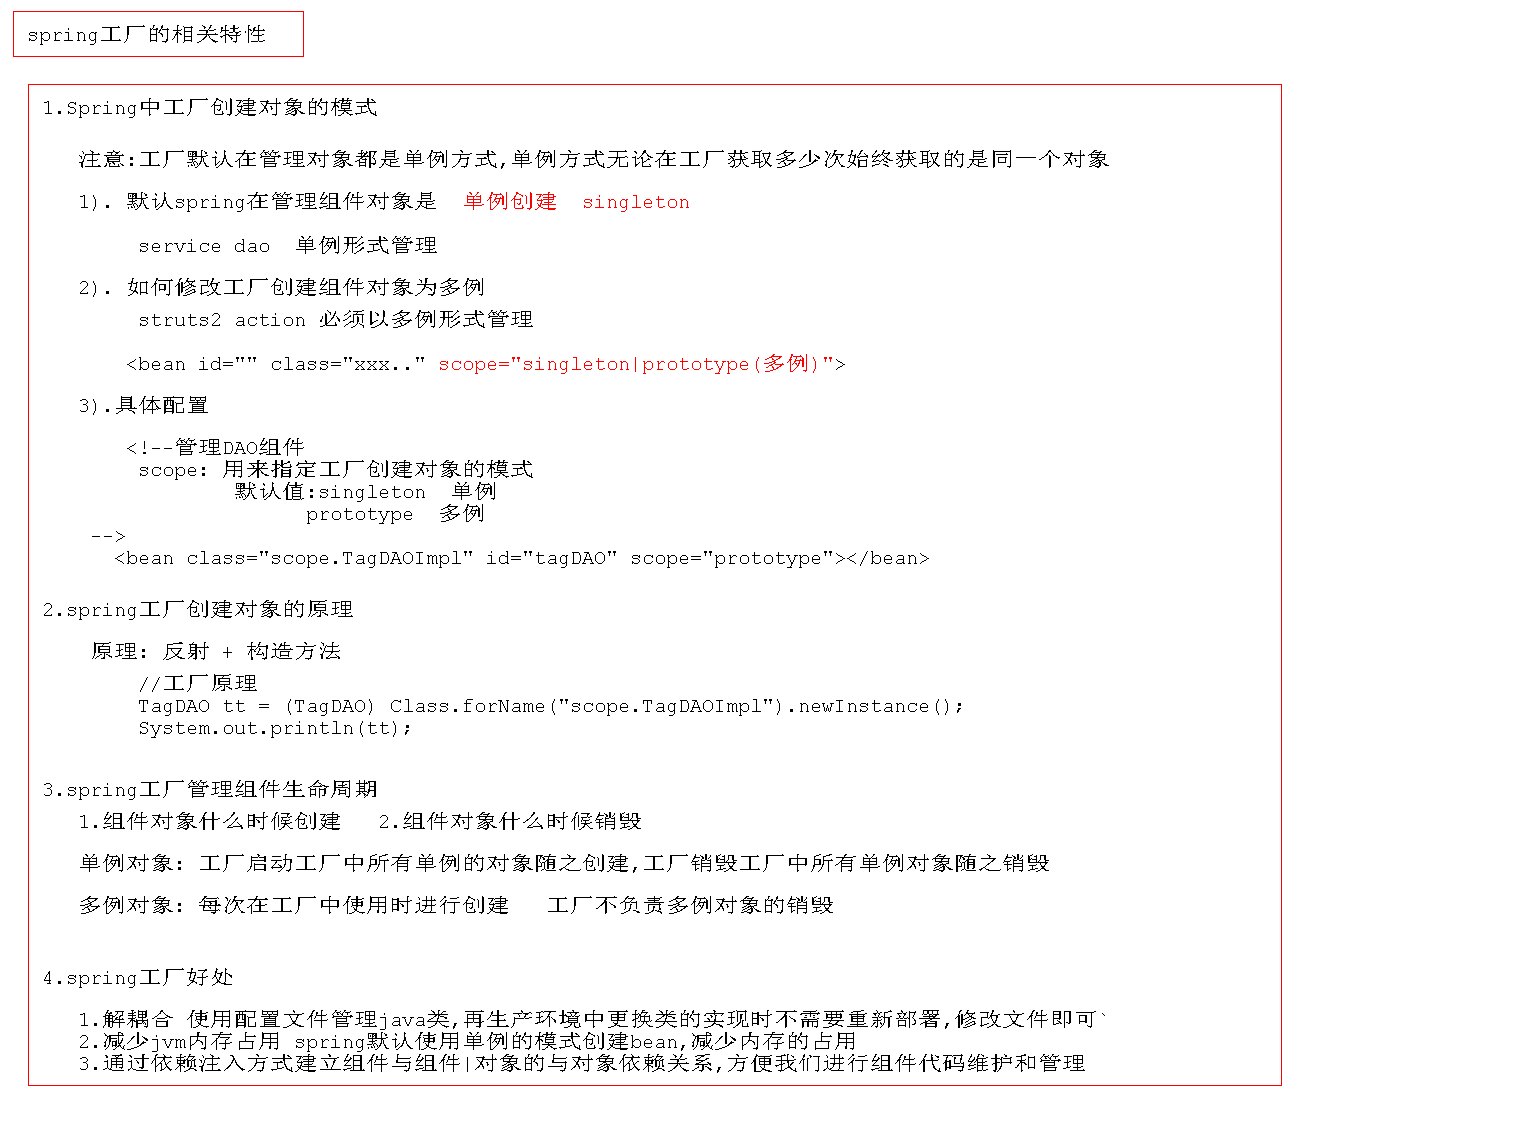 spring工厂的相关特性
1.Spring中工厂创建对象的模式
注意:工厂默认在管理对象都是单例方式,单例方式无论在工厂获取多少次始终获取的是同一个对象
1). 默认spring在管理组件对象是  单例创建  singleton
service dao  单例形式管理
2). 如何修改工厂创建组件对象为多例
struts2 action 必须以多例形式管理
<bean id="" class="xxx.." scope="singleton|prototype(多例)">
3).具体配置
<!--管理DAO组件
scope: 用来指定工厂创建对象的模式
默认值:singleton  单例
prototype  多例
-->
<bean class="scope.TagDAOImpl" id="tagDAO" scope="prototype"></bean>
2.spring工厂创建对象的原理
原理: 反射 + 构造方法
//工厂原理
TagDAO tt = (TagDAO) Class.forName("scope.TagDAOImpl").newInstance();
System.out.println(tt);
3.spring工厂管理组件生命周期
1.组件对象什么时候创建   2.组件对象什么时候销毁
单例对象: 工厂启动工厂中所有单例的对象随之创建,工厂销毁工厂中所有单例对象随之销毁
多例对象: 每次在工厂中使用时进行创建   工厂不负责多例对象的销毁
4.spring工厂好处
1.解耦合 使用配置文件管理java类,再生产环境中更换类的实现时不需要重新部署,修改文件即可`
2.减少jvm内存占用 spring默认使用单例的模式创建bean,减少内存的占用
3.通过依赖注入方式建立组件与组件|对象的与对象依赖关系,方便我们进行组件代码维护和管理